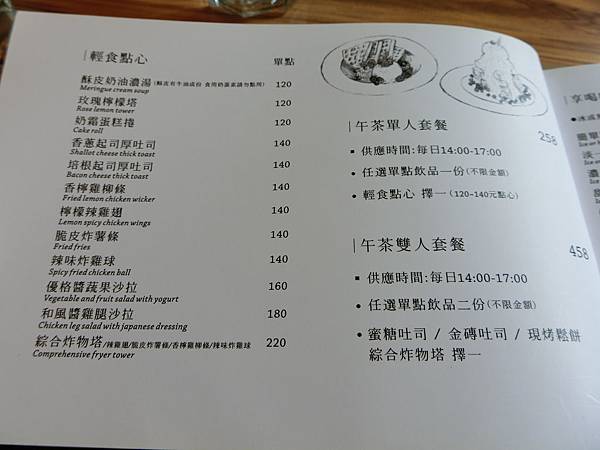 輕食點心 單點
酥皮奶油濃湯(酥皮有牛油成份 食用奶蛋素請勿點用) 120
Meringue cream soup
玫瑰檸檬塔 120
Rose lemon tower
奶霜蛋糕捲 120
Cake roll
香蔥起司厚吐司 140
Shallot cheese thick toast
培根起司厚吐司 140
Bacon cheese thick toast
香檸雞柳條 140
Fried lemon chicken wicker
檸檬辣雞翅 140
Lemon spicy chicken wings
脆皮炸薯條 140
Fried fries
辣味炸雞球 140
Spicy fried chicken ball
優格醬蔬果沙拉 160
Vegetable and fruit salad with yogurt
和風醬雞腿沙拉 180
Chicken leg salad with japanese dressing
綜合炸物塔/辣雞翅/脆皮炸薯條/香檸雞柳條/辣味炸雞球 220
Comprehensive fryer tower
午茶單人套餐 258
• 供應時間:每日14:00-17:00
• 任選單點飲品一份(不限金額)
• 輕食點心 擇一(120-140元點心)
午茶雙人套餐 458
• 供應時間:每日14:00-17:00
• 任選單點飲品二份(不限金額)
• 蜜糖吐司 / 金磚吐司 / 現烤鬆餅
綜合炸物塔 擇一
享喝